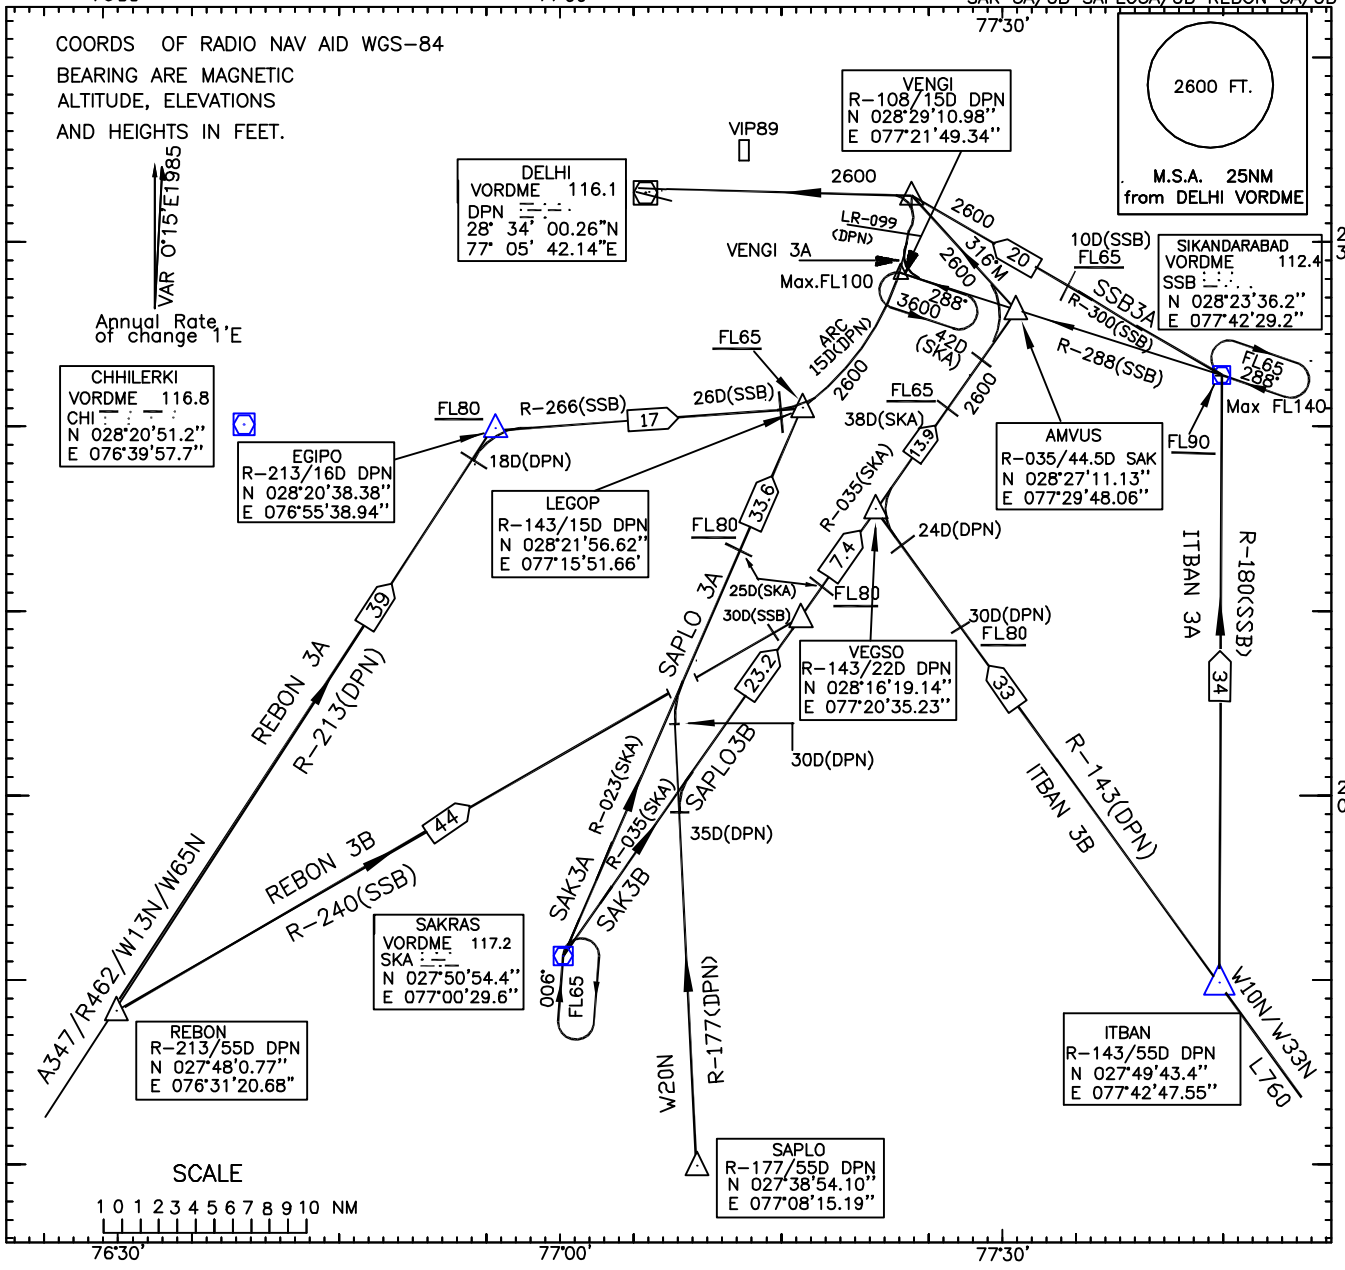 77°30'
COORDS OF RADIO NAV AID WGS-84
BEARING ARE MAGNETIC
ALTITUDE, ELEVATIONS
AND HEIGHTS IN FEET.
VAR 0°15'E1985
Annual Rate
of change 1'E
2600 FT.
M.S.A. 25NM
from DELHI VORDME
VENGI
R-108/15D DPN
N 028°29'10.98''
E 077°21'49.34''
VIP89
DELHI
VORDME 116.1
DPN
28° 34' 00.26"N
77° 05' 42.14"E
2600
2600
LR-099
(DPN)
VENGI 3A
Max.FL100
316°M
2600
20
10D(SSB)
FL65
SSB3A
R-300(SSB)
R-288(SSB)
SIKANDARABAD
VORDME 112.4
SSB
N 028°23'36.2''
E 077°42'29.2''
288°
3600
42D
(SKA)
ARC
15D(DPN)
2600
FL65
FL65
288°
Max FL140
FL90
CHHILERKI
VORDME 116.8
CHI
N 028°20'51.2''
E 076°39'57.7''
FL80
R-266(SSB)
17
26D(SSB)
18D(DPN)
EGIPO
R-213/16D DPN
N 028°20'38.38''
E 076°55'38.94''
LEGOP
R-143/15D DPN
N 028°21'56.62''
E 077°15'51.66'
FL65
38D(SKA)
2600
13.9
R-035(SKA)
AMVUS
R-035/44.5D SAK
N 028°27'11.13''
E 077°29'48.06''
33.6
FL80
25D(SKA)
30D(SSB)
7.4
FL80
24D(DPN)
30D(DPN)
FL80
VEGSO
R-143/22D DPN
N 028°16'19.14''
E 077°20'35.23''
ITBAN 3A
R-180(SSB)
34
33
R-143(DPN)
ITBAN 3B
39
REBON 3A
R-213(DPN)
SAPLO 3A
23.2
SAPLO3B
30D(DPN)
35D(DPN)
R-023(SKA)
R-035(SKA)
44
REBON 3B
R-240(SSB)
SAK3A
SAK3B
A347/R462/W13N/W65N
SAKRAS
VORDME 117.2
SKA
N 027°50'54.4''
E 077°00'29.6''
006°
FL65
REBON
R-213/55D DPN
N 027°48'0.77''
E 076°31'20.68"
W20N
R-177(DPN)
W10N/W33N
L760
ITBAN
R-143/55D DPN
N 027°49'43.4''
E 077°42'47.55''
SAPLO
R-177/55D DPN
N 027°38'54.10''
E 077°08'15.19''
SCALE
1 0 1 2 3 4 5 6 7 8 9 10 NM
76°30' 77°00' 77°30'